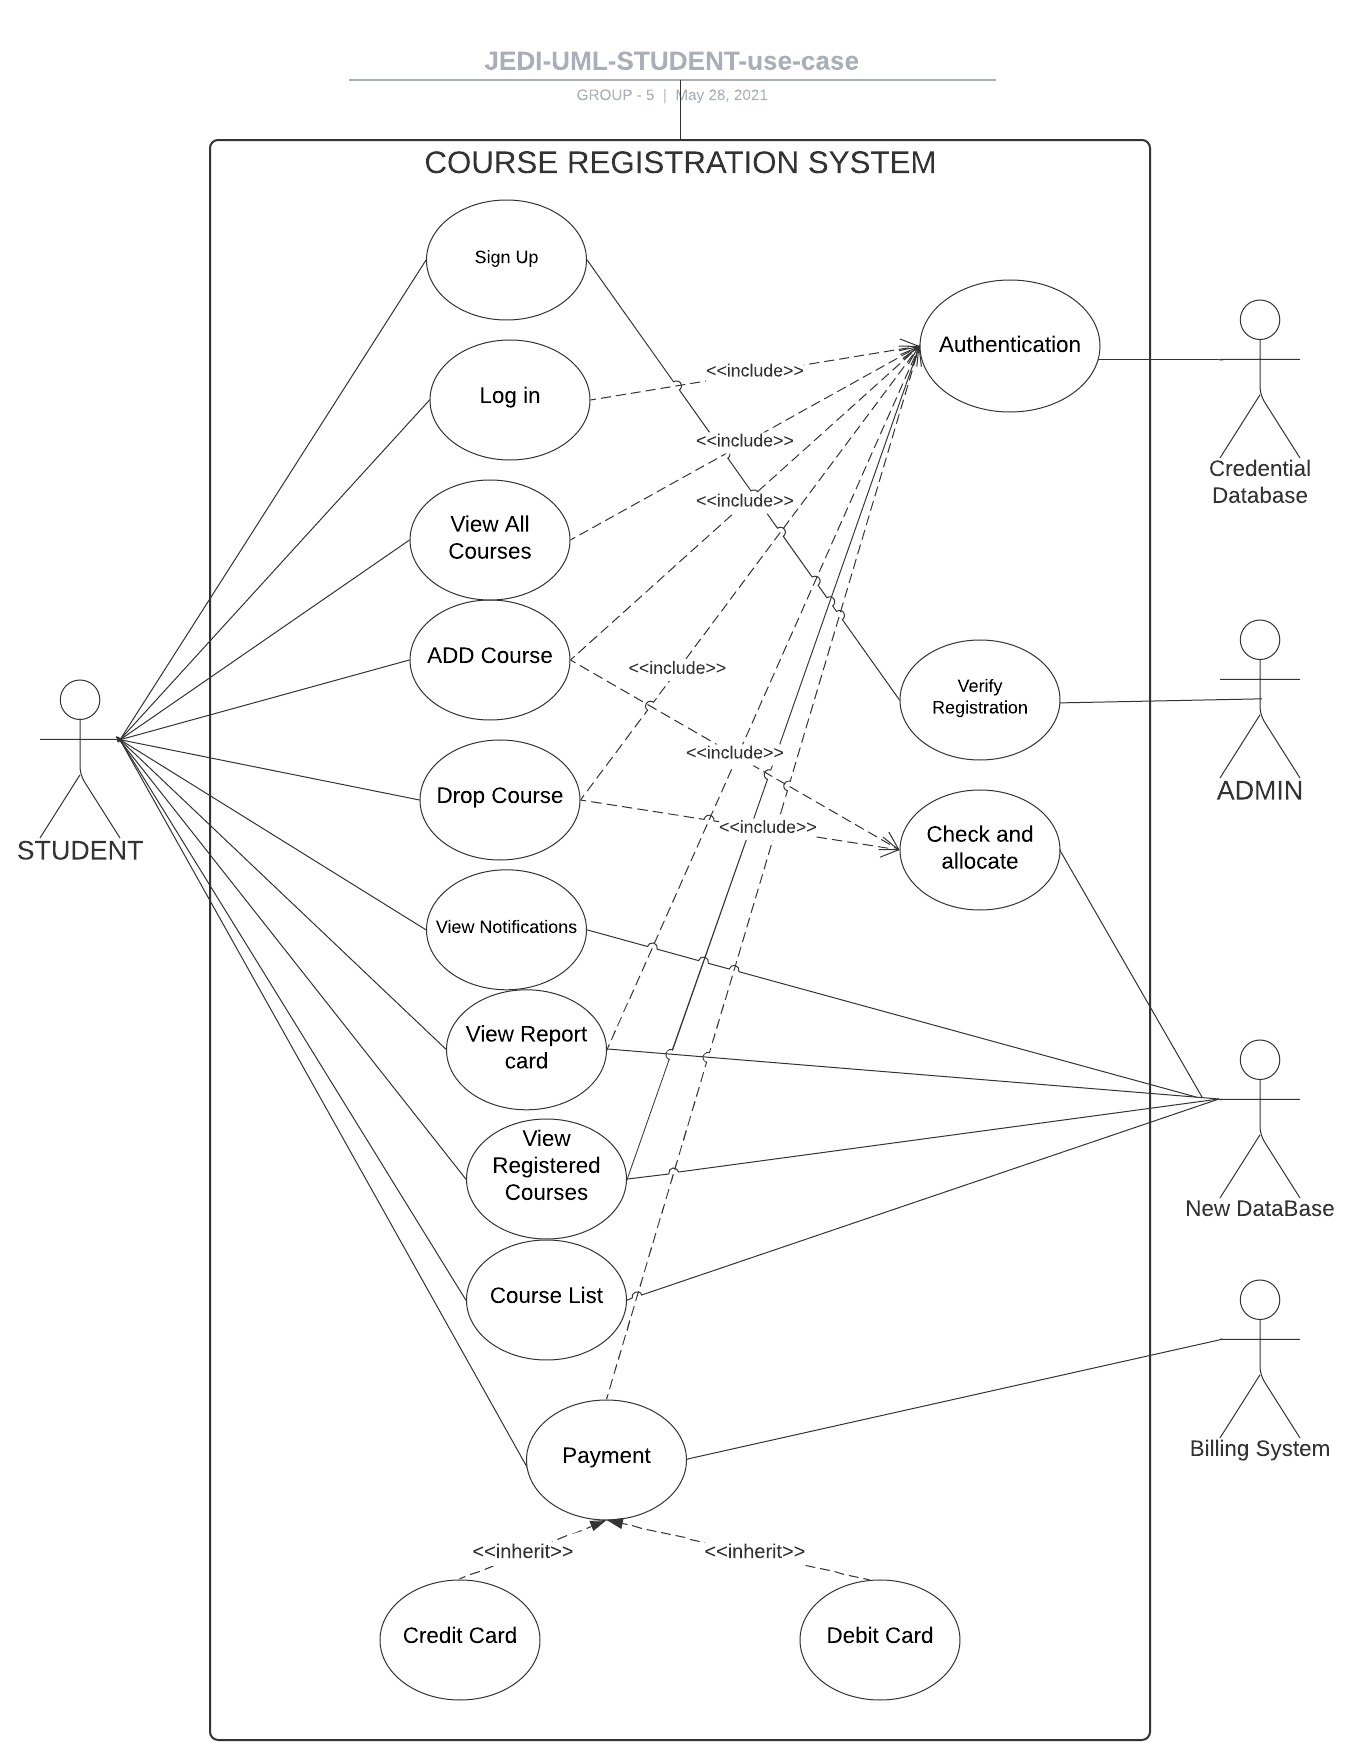 JEDI-UML-STUDENT-use-case
GROUP - 5 | May 28, 2021
COURSE REGISTRATION SYSTEM
Sign Up
Authentication
<<include>>
Log in
<<include>>
Credential
Database
<<include>>
View All
Courses
ADD Course
<<include>>
Verify
Registration
<<include>>
ADMIN
Drop Course
<<include>>
Check and
allocate
STUDENT
View Notifications
View Report
card
View
Registered
Courses
New DataBase
Course List
Payment
Billing System
<<inherit>>
<<inherit>>
Credit Card
Debit Card